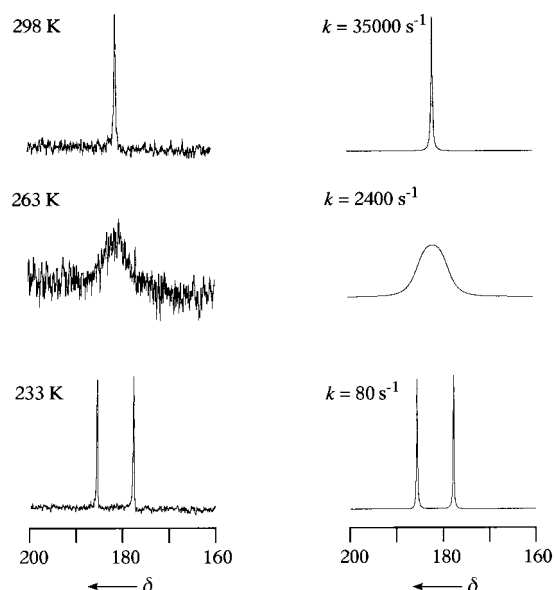 298 K
k = 35000 s⁻¹
263 K
k = 2400 s⁻¹
233 K
k = 80 s⁻¹
200 180 160
200 180 160
← δ
← δ